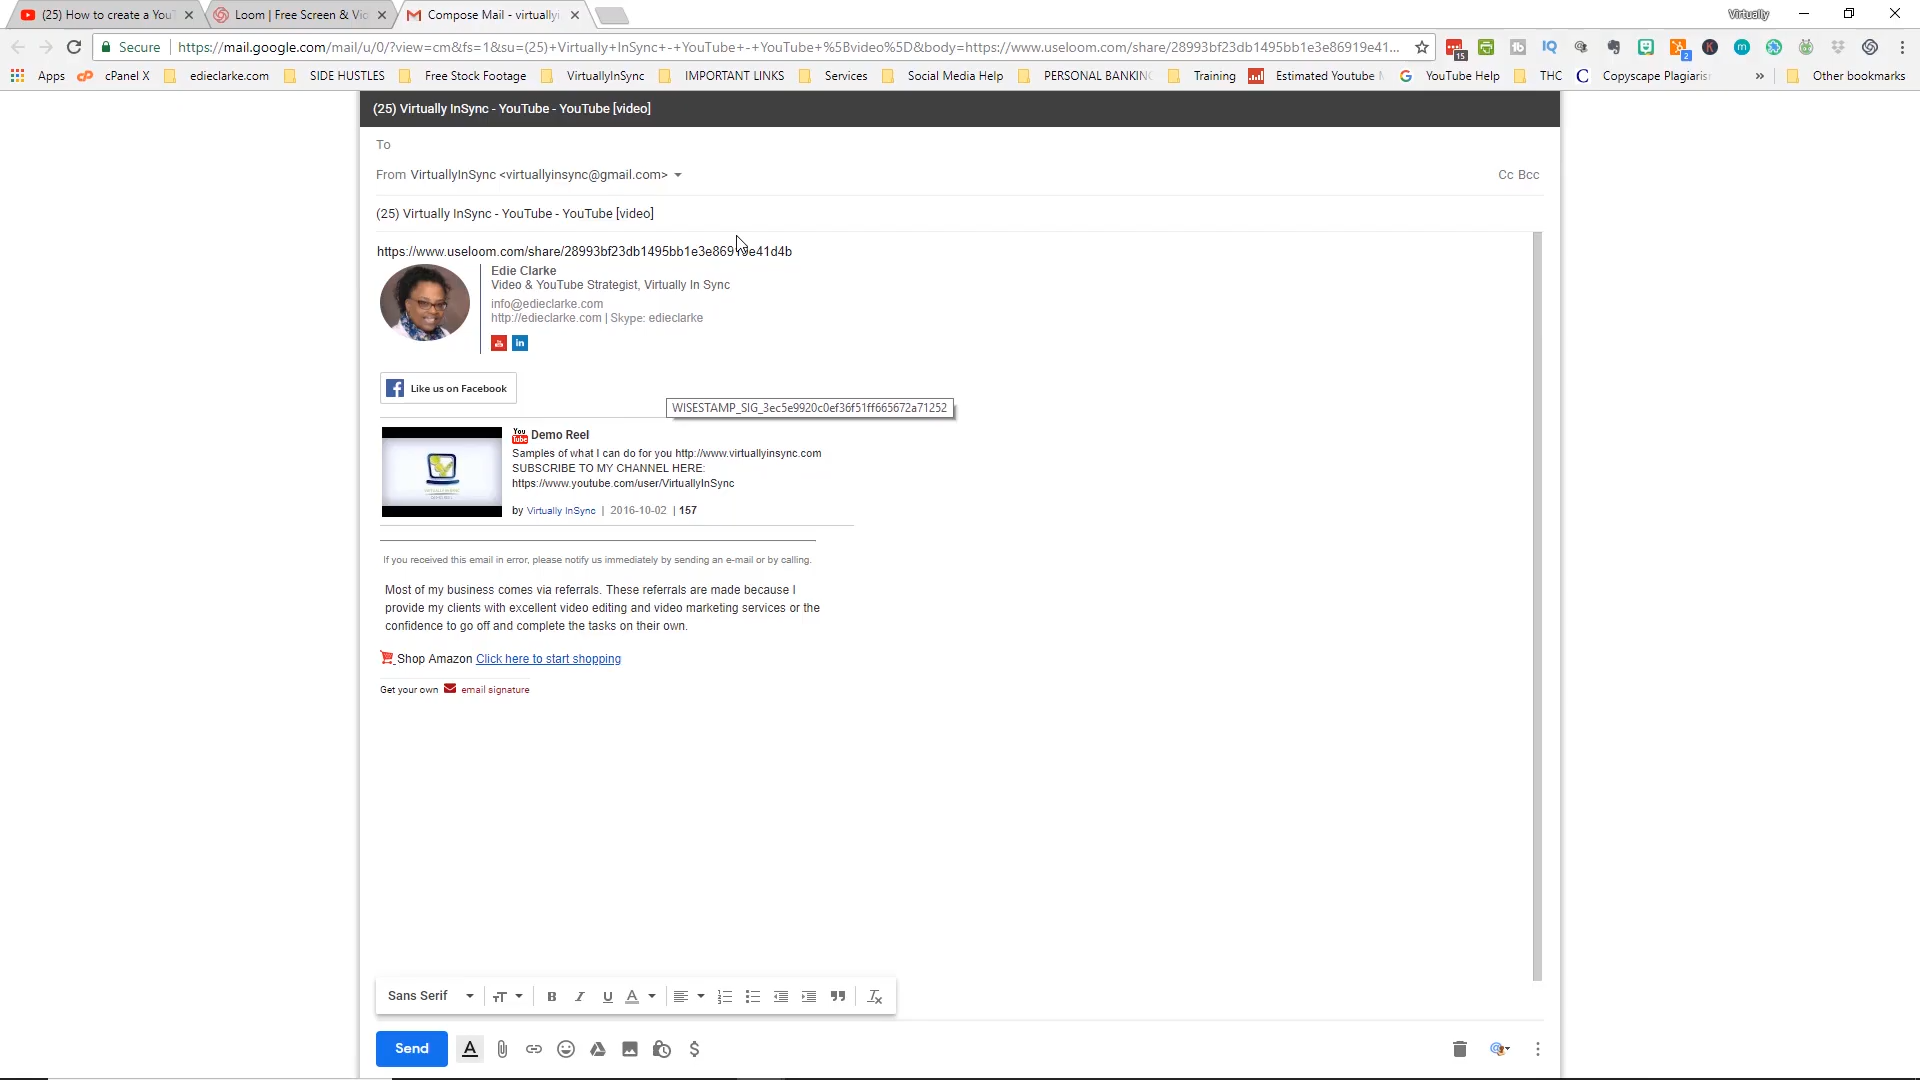 (25) How to create a You
Loom | Free Screen & Vi
Compose Mail - virtually
Virtually
Secure
https://mail.google.com/mail/u/0/?view=cm&fs=1&su=(25)+Virtually+InSync+-+YouTube+-+YouTube+%5Bvideo%5D&body=https://www.useloom.com/share/28993bf23db1495bb1e3e86919e41...
15
2
Apps
cPanel X
edieclarke.com
SIDE HUSTLES
Free Stock Footage
VirtuallyInSync
IMPORTANT LINKS
Services
Social Media Help
PERSONAL BANKING
Training
Estimated Youtube
YouTube Help
THC
Copyscape Plagiaris
»
Other bookmarks
(25) Virtually InSync - YouTube - YouTube [video]
To
From VirtuallyInSync <virtuallyinsync@gmail.com>
Cc Bcc
(25) Virtually InSync - YouTube - YouTube [video]
https://www.useloom.com/share/28993bf23db1495bb1e3e86919e41d4b
Edie Clarke
Video & YouTube Strategist, Virtually In Sync
info@edieclarke.com
http://edieclarke.com | Skype: edieclarke
Like us on Facebook
WISESTAMP_SIG_3ec5e9920c0ef36f51ff665672a71252
You Tube Demo Reel
Samples of what I can do for you http://www.virtuallyinsync.com
SUBSCRIBE TO MY CHANNEL HERE:
https://www.youtube.com/user/VirtuallyInSync
by Virtually InSync | 2016-10-02 | 157
If you received this email in error, please notify us immediately by sending an e-mail or by calling.
Most of my business comes via referrals. These referrals are made because I
provide my clients with excellent video editing and video marketing services or the
confidence to go off and complete the tasks on their own.
Shop Amazon Click here to start shopping
Get your own email signature
Sans Serif
Send